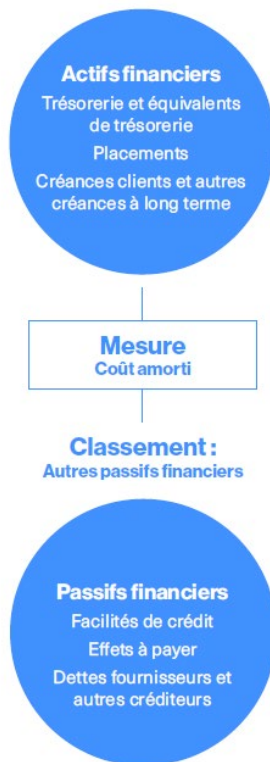 Actifs financiers
Trésorerie et équivalents
de trésorerie
Placements
Créances clients et autres
créances à long terme
Mesure
Coût amorti
Classement :
Autres passifs financiers
Passifs financiers
Facilités de crédit
Effets à payer
Dettes fournisseurs et
autres créditeurs